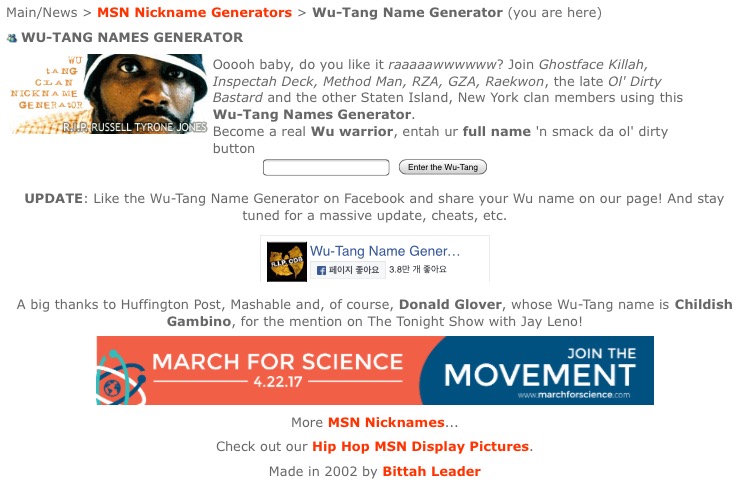 Main/News > MSN Nickname Generators > Wu-Tang Name Generator (you are here)
WU-TANG NAMES GENERATOR
WU
TANG
CLAN
NICKNAME
GENERATOR
R.I.P. RUSSELL TYRONE JONES
Ooooh baby, do you like it raaaaawwwwww? Join Ghostface Killah,
Inspectah Deck, Method Man, RZA, GZA, Raekwon, the late Ol' Dirty
Bastard and the other Staten Island, New York clan members using this
Wu-Tang Names Generator.
Become a real Wu warrior, entah ur full name 'n smack da ol' dirty
button
Enter the Wu-Tang
UPDATE: Like the Wu-Tang Name Generator on Facebook and share your Wu name on our page! And stay
tuned for a massive update, cheats, etc.
R.I.P. ODB
Wu-Tang Name Gener...
페이지 좋아요 3.8만 개 좋아요
A big thanks to Huffington Post, Mashable and, of course, Donald Glover, whose Wu-Tang name is Childish
Gambino, for the mention on The Tonight Show with Jay Leno!
MARCH FOR SCIENCE
4.22.17
JOIN THE
MOVEMENT
www.marchforscience.com
More MSN Nicknames...
Check out our Hip Hop MSN Display Pictures.
Made in 2002 by Bittah Leader